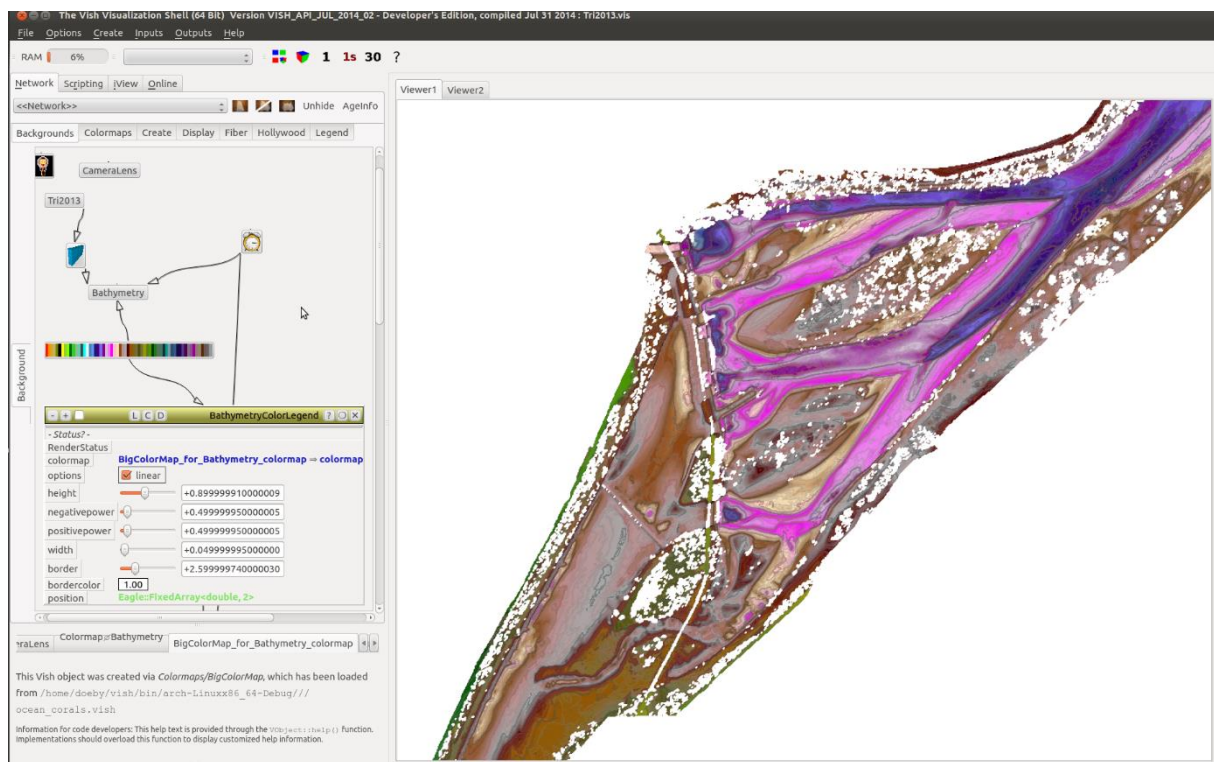 The Vish Visualization Shell (64 Bit) Version VISH_API_JUL_2014_02 - Developer's Edition, compiled Jul 31 2014 : Tri2013.vis
File Options Create Inputs Outputs Help
RAM 6% 1 1s 30 ?
Network Scripting iView Online
<<Network>> Unhide AgeInfo
Backgrounds Colormaps Create Display Fiber Hollywood Legend
Viewer1 Viewer2
CameraLens
Tri2013
Bathymetry
Background
- + L C D BathymetryColorLegend ? X
- Status? -
RenderStatus
colormap BigColorMap_for_Bathymetry_colormap ⇒ colormap
options linear
height +0.899999910000009
negativepower +0.499999950000005
positivepower +0.499999950000005
width +0.049999995000000
border +2.599999740000030
bordercolor 1.00
position Eagle::FixedArray<double, 2>
eraLens Colormap⇄Bathymetry BigColorMap_for_Bathymetry_colormap
This Vish object was created via Colormaps/BigColorMap, which has been loaded
from /home/doeby/vish/bin/arch-Linuxx86_64-Debug///
ocean_corals.vish
Information for code developers: This help text is provided through the VObject::help() function.
Implementations should overload this function to display customized help information.